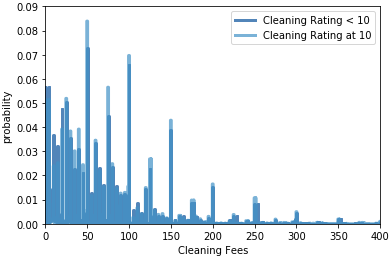 0.09
0.08
0.07
0.06
0.05
0.04
0.03
0.02
0.01
0.00
probability
Cleaning Rating < 10
Cleaning Rating at 10
0 50 100 150 200 250 300 350 400
Cleaning Fees